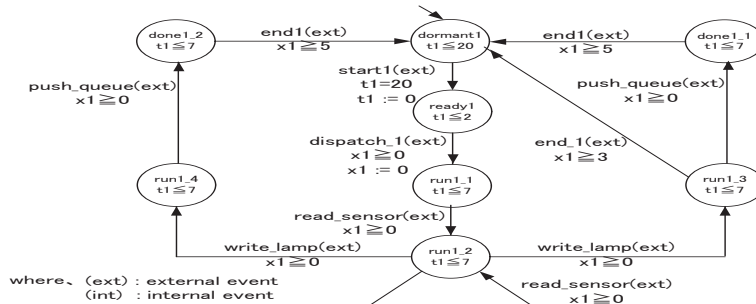 done1_2
t1≦7
end1(ext)
x1≧5
dormant1
t1≦20
end1(ext)
x1≧5
done1_1
t1≦7
push_queue(ext)
x1≧0
start1(ext)
t1=20
t1 := 0
push_queue(ext)
x1≧0
ready1
t1≦2
dispatch_1(ext)
x1≧0
x1 := 0
end_1(ext)
x1≧3
run1_4
t1≦7
run1_1
t1≦7
run1_3
t1≦7
read_sensor(ext)
x1≧0
write_lamp(ext)
x1≧0
run1_2
t1≦7
write_lamp(ext)
x1≧0
where、(ext) : external event
(int) : internal event
read_sensor(ext)
x1≧0